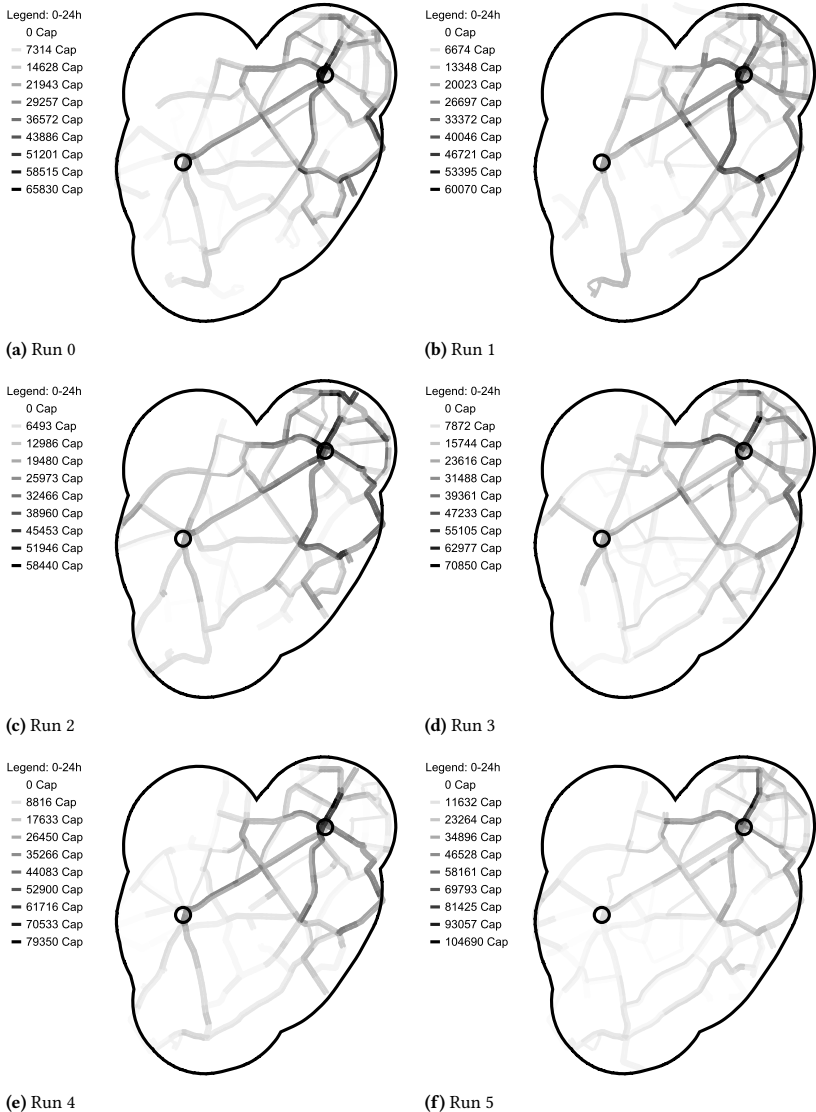 Legend: 0-24h
0 Cap
7314 Cap
14628 Cap
21943 Cap
29257 Cap
36572 Cap
43886 Cap
51201 Cap
58515 Cap
65830 Cap
(a) Run 0
Legend: 0-24h
0 Cap
6674 Cap
13348 Cap
20023 Cap
26697 Cap
33372 Cap
40046 Cap
46721 Cap
53395 Cap
60070 Cap
(b) Run 1
Legend: 0-24h
0 Cap
6493 Cap
12986 Cap
19480 Cap
25973 Cap
32466 Cap
38960 Cap
45453 Cap
51946 Cap
58440 Cap
(c) Run 2
Legend: 0-24h
0 Cap
7872 Cap
15744 Cap
23616 Cap
31488 Cap
39361 Cap
47233 Cap
55105 Cap
62977 Cap
70850 Cap
(d) Run 3
Legend: 0-24h
0 Cap
8816 Cap
17633 Cap
26450 Cap
35266 Cap
44083 Cap
52900 Cap
61716 Cap
70533 Cap
79350 Cap
(e) Run 4
Legend: 0-24h
0 Cap
11632 Cap
23264 Cap
34896 Cap
46528 Cap
58161 Cap
69793 Cap
81425 Cap
93057 Cap
104690 Cap
(f) Run 5